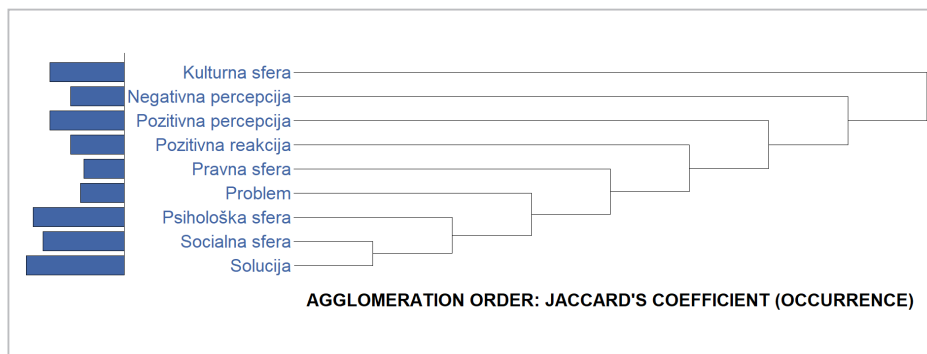 Kulturna sfera
Negativna percepcija
Pozitivna percepcija
Pozitivna reakcija
Pravna sfera
Problem
Psihološka sfera
Socialna sfera
Solucija
AGGLOMERATION ORDER: JACCARD'S COEFFICIENT (OCCURRENCE)